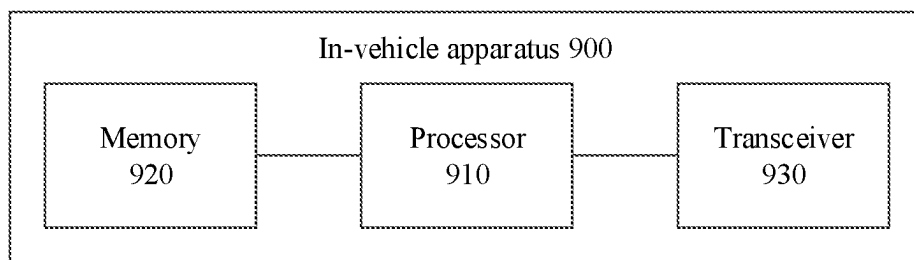 In-vehicle apparatus 900
Memory
920
Processor
910
Transceiver
930